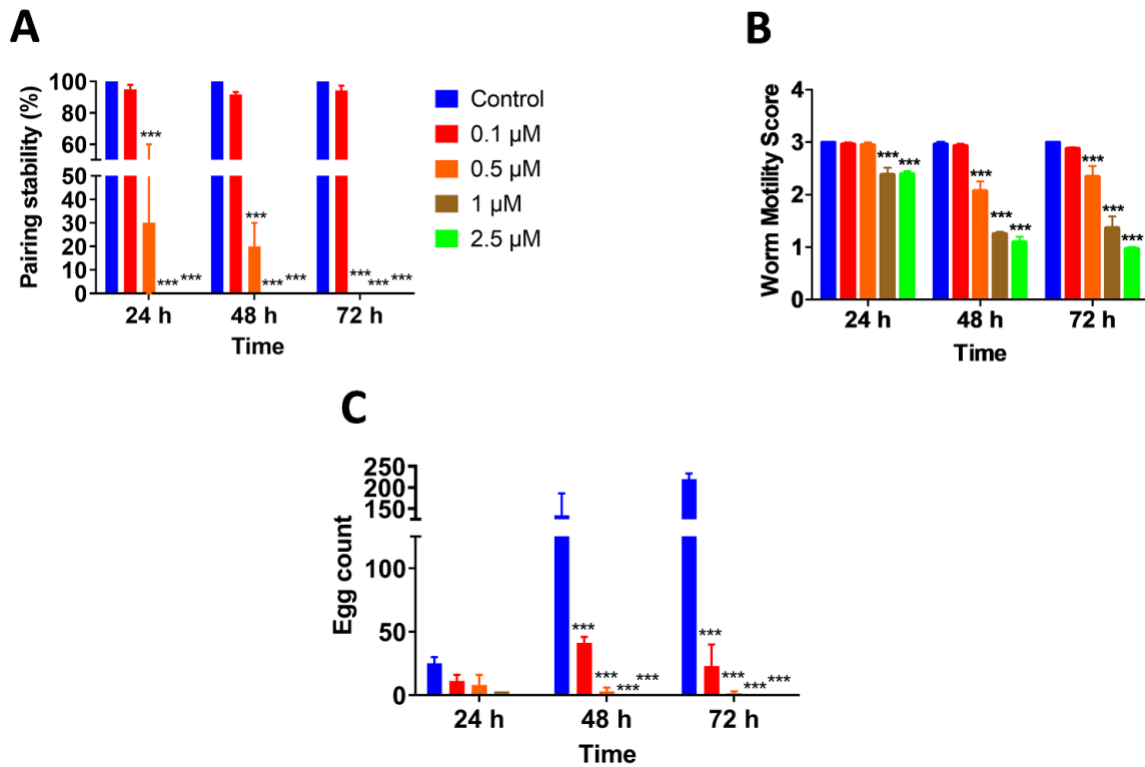 A
Pairing stability (%)
100
80
60
50
40
30
20
10
0
***
*** ***
***
*** ***
***
***
***
24 h 48 h 72 h
Time
Control
0.1 µM
0.5 µM
1 µM
2.5 µM
B
Worm Motility Score
4
3
2
1
0
*** ***
***
***
***
***
***
***
24 h 48 h 72 h
Time
C
Egg count
250
200
150
100
50
0
***
***
***
***
***
***
***
***
24 h 48 h 72 h
Time